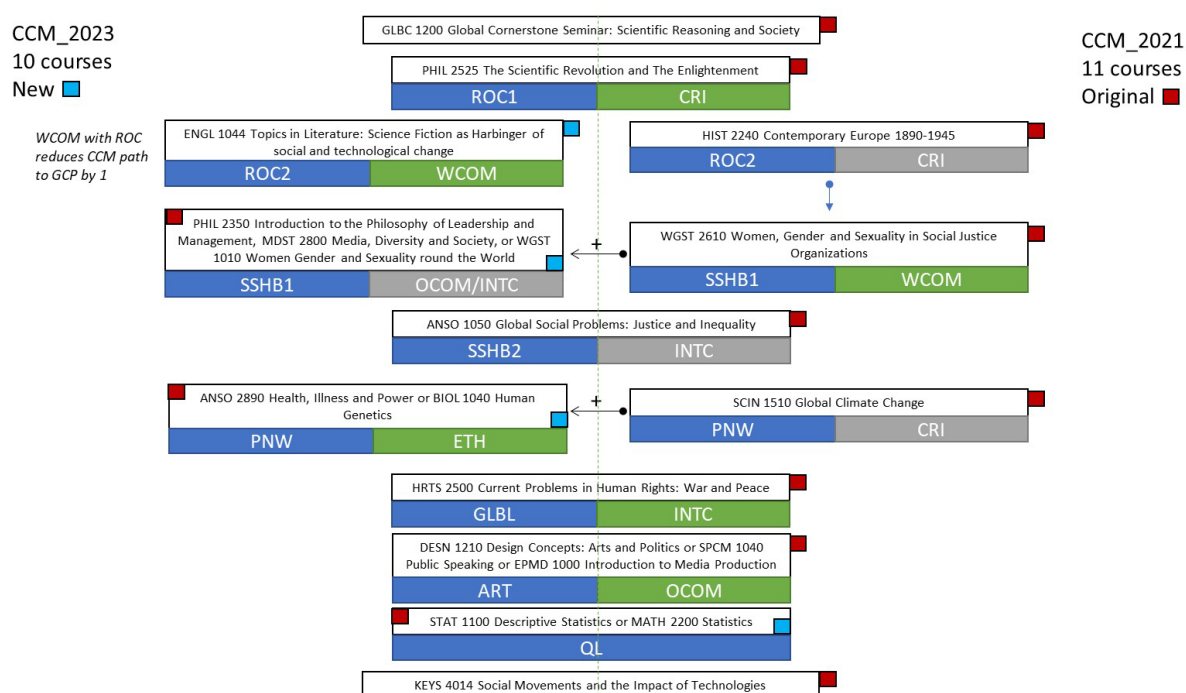 CCM_2023
10 courses
New
CCM_2021
11 courses
Original
GLBC 1200 Global Cornerstone Seminar: Scientific Reasoning and Society
PHIL 2525 The Scientific Revolution and The Enlightenment
ROC1
CRI
WCOM with ROC
reduces CCM path
to GCP by 1
ENGL 1044 Topics in Literature: Science Fiction as Harbinger of
social and technological change
ROC2
WCOM
HIST 2240 Contemporary Europe 1890-1945
ROC2
CRI
PHIL 2350 Introduction to the Philosophy of Leadership and
Management, MDST 2800 Media, Diversity and Society, or WGST
1010 Women Gender and Sexuality round the World
SSHB1
OCOM/INTC
+
WGST 2610 Women, Gender and Sexuality in Social Justice
Organizations
SSHB1
WCOM
ANSO 1050 Global Social Problems: Justice and Inequality
SSHB2
INTC
ANSO 2890 Health, Illness and Power or BIOL 1040 Human
Genetics
PNW
ETH
+
SCIN 1510 Global Climate Change
PNW
CRI
HRTS 2500 Current Problems in Human Rights: War and Peace
GLBL
INTC
DESN 1210 Design Concepts: Arts and Politics or SPCM 1040
Public Speaking or EPMD 1000 Introduction to Media Production
ART
OCOM
STAT 1100 Descriptive Statistics or MATH 2200 Statistics
QL
KEYS 4014 Social Movements and the Impact of Technologies